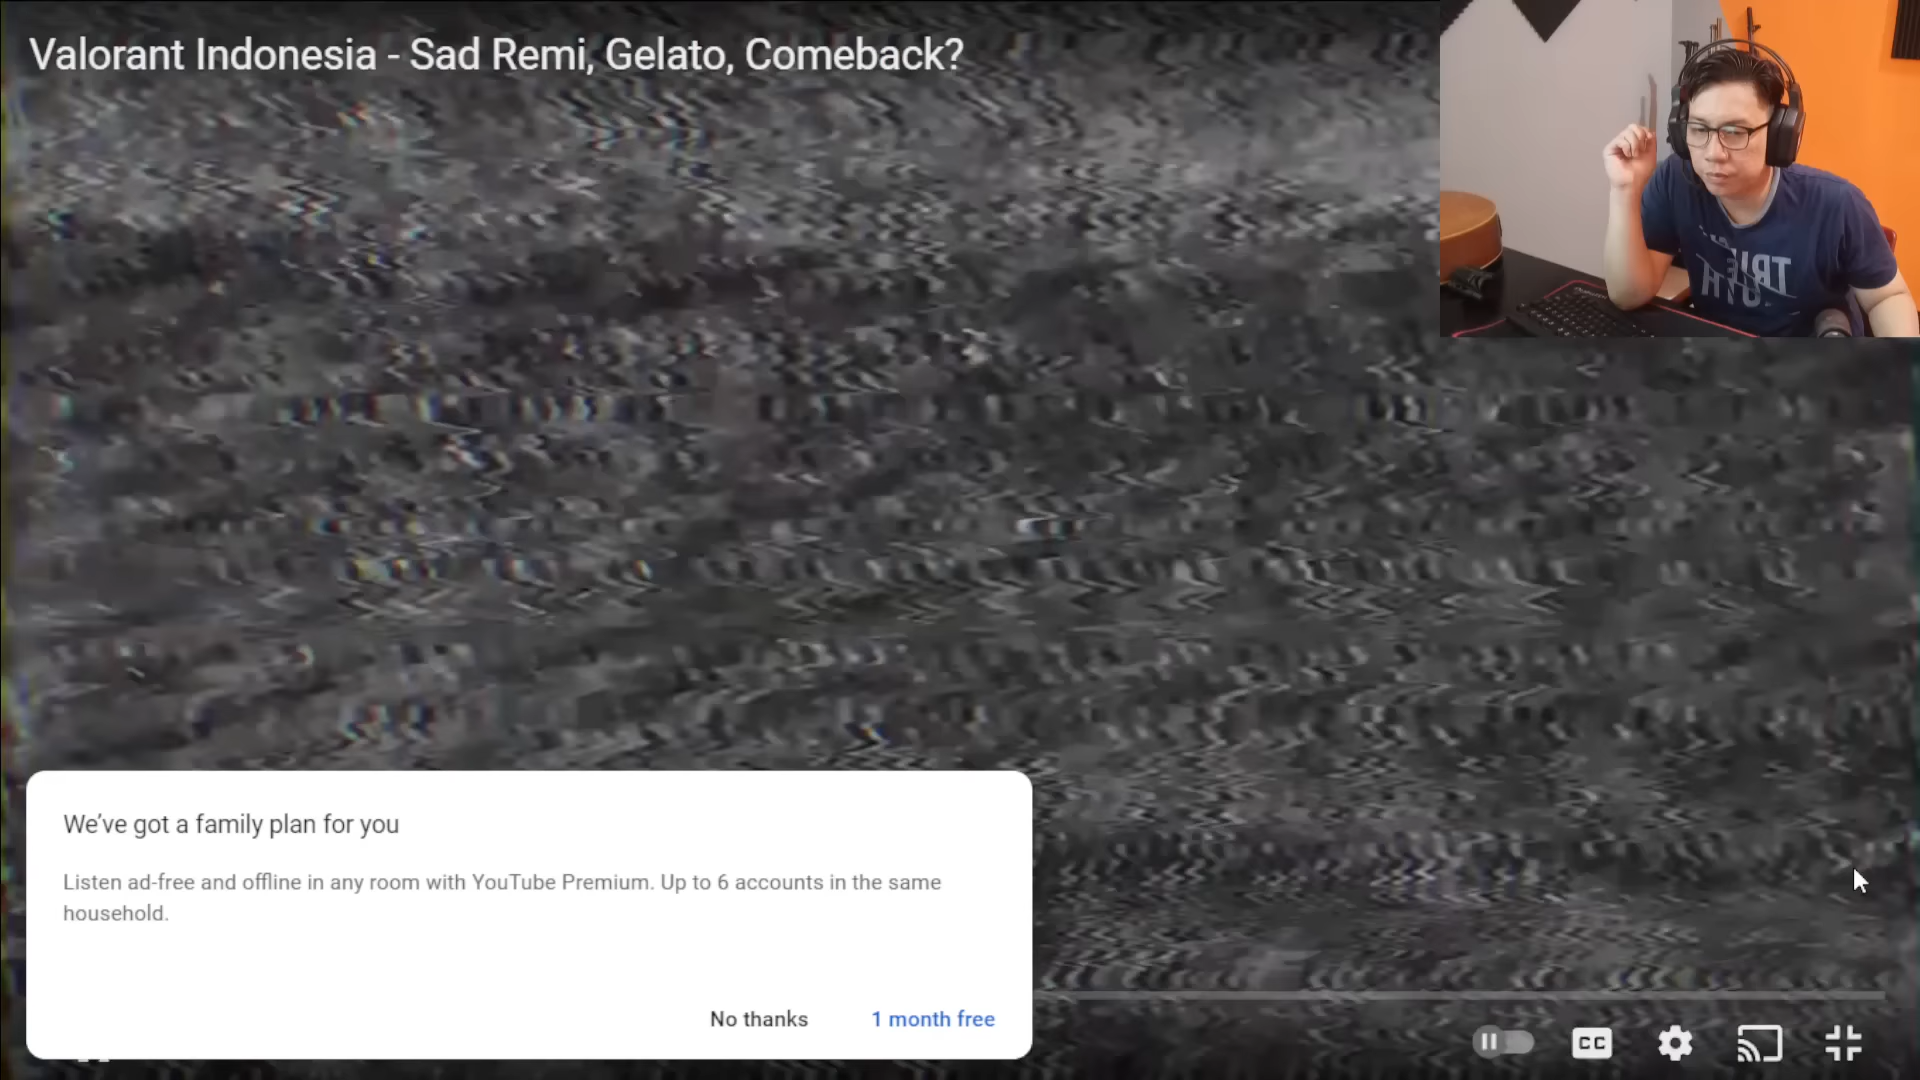 Valorant Indonesia - Sad Remi, Gelato, Comeback?
We've got a family plan for you
Listen ad-free and offline in any room with YouTube Premium. Up to 6 accounts in the same
household.
No thanks
1 month free
CC